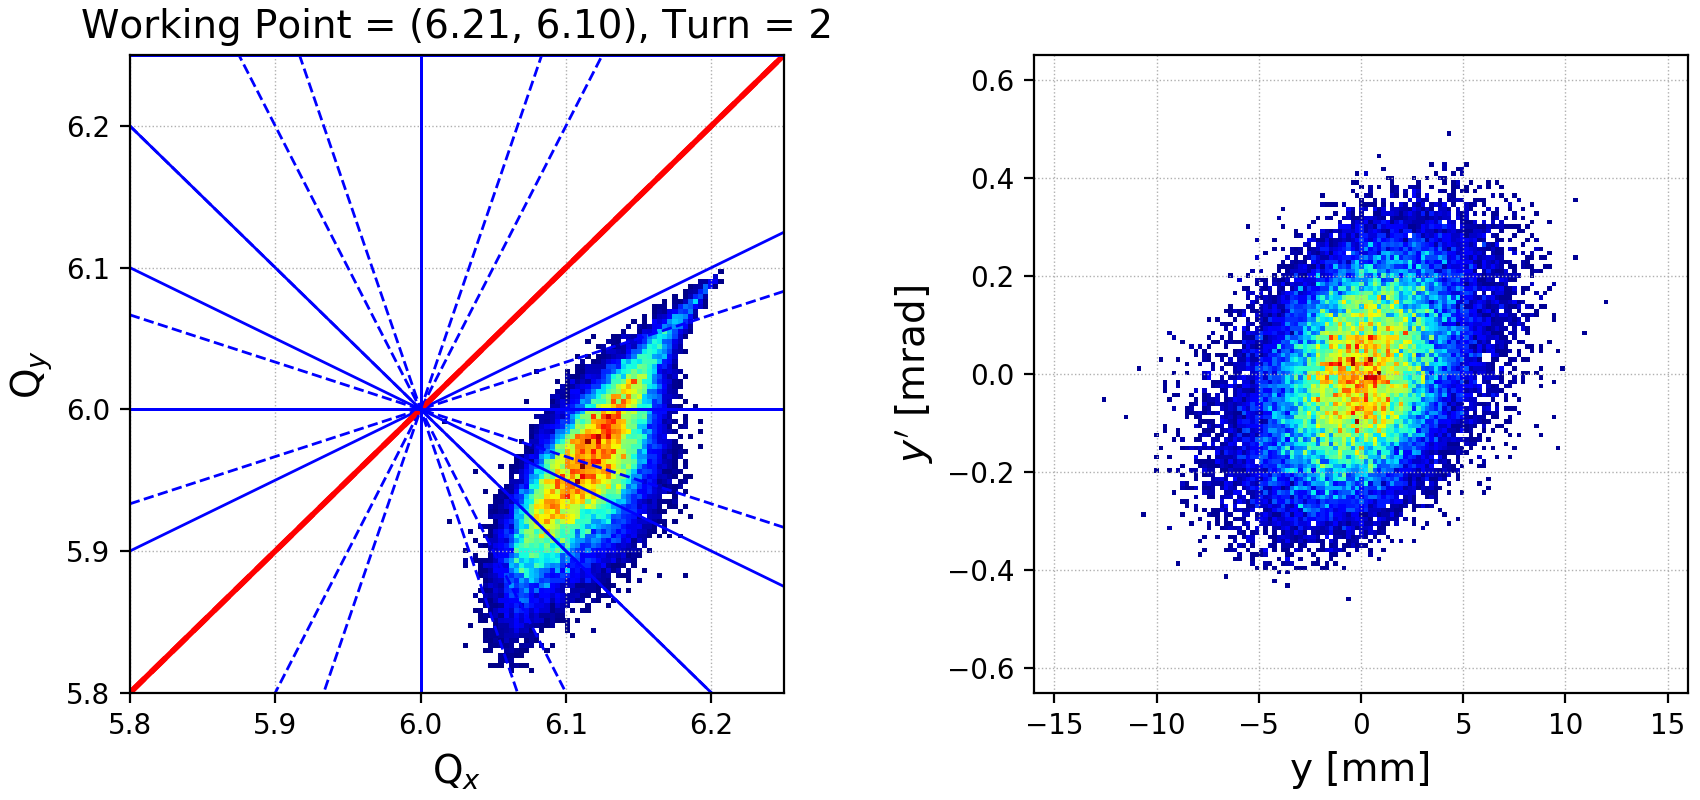 Working Point = (6.21, 6.10), Turn = 2
6.2
6.1
6.0
5.9
5.8
Qy
5.8 5.9 6.0 6.1 6.2
Qx
0.6
0.4
0.2
0.0
−0.2
−0.4
−0.6
y′ [mrad]
−15 −10 −5 0 5 10 15
y [mm]